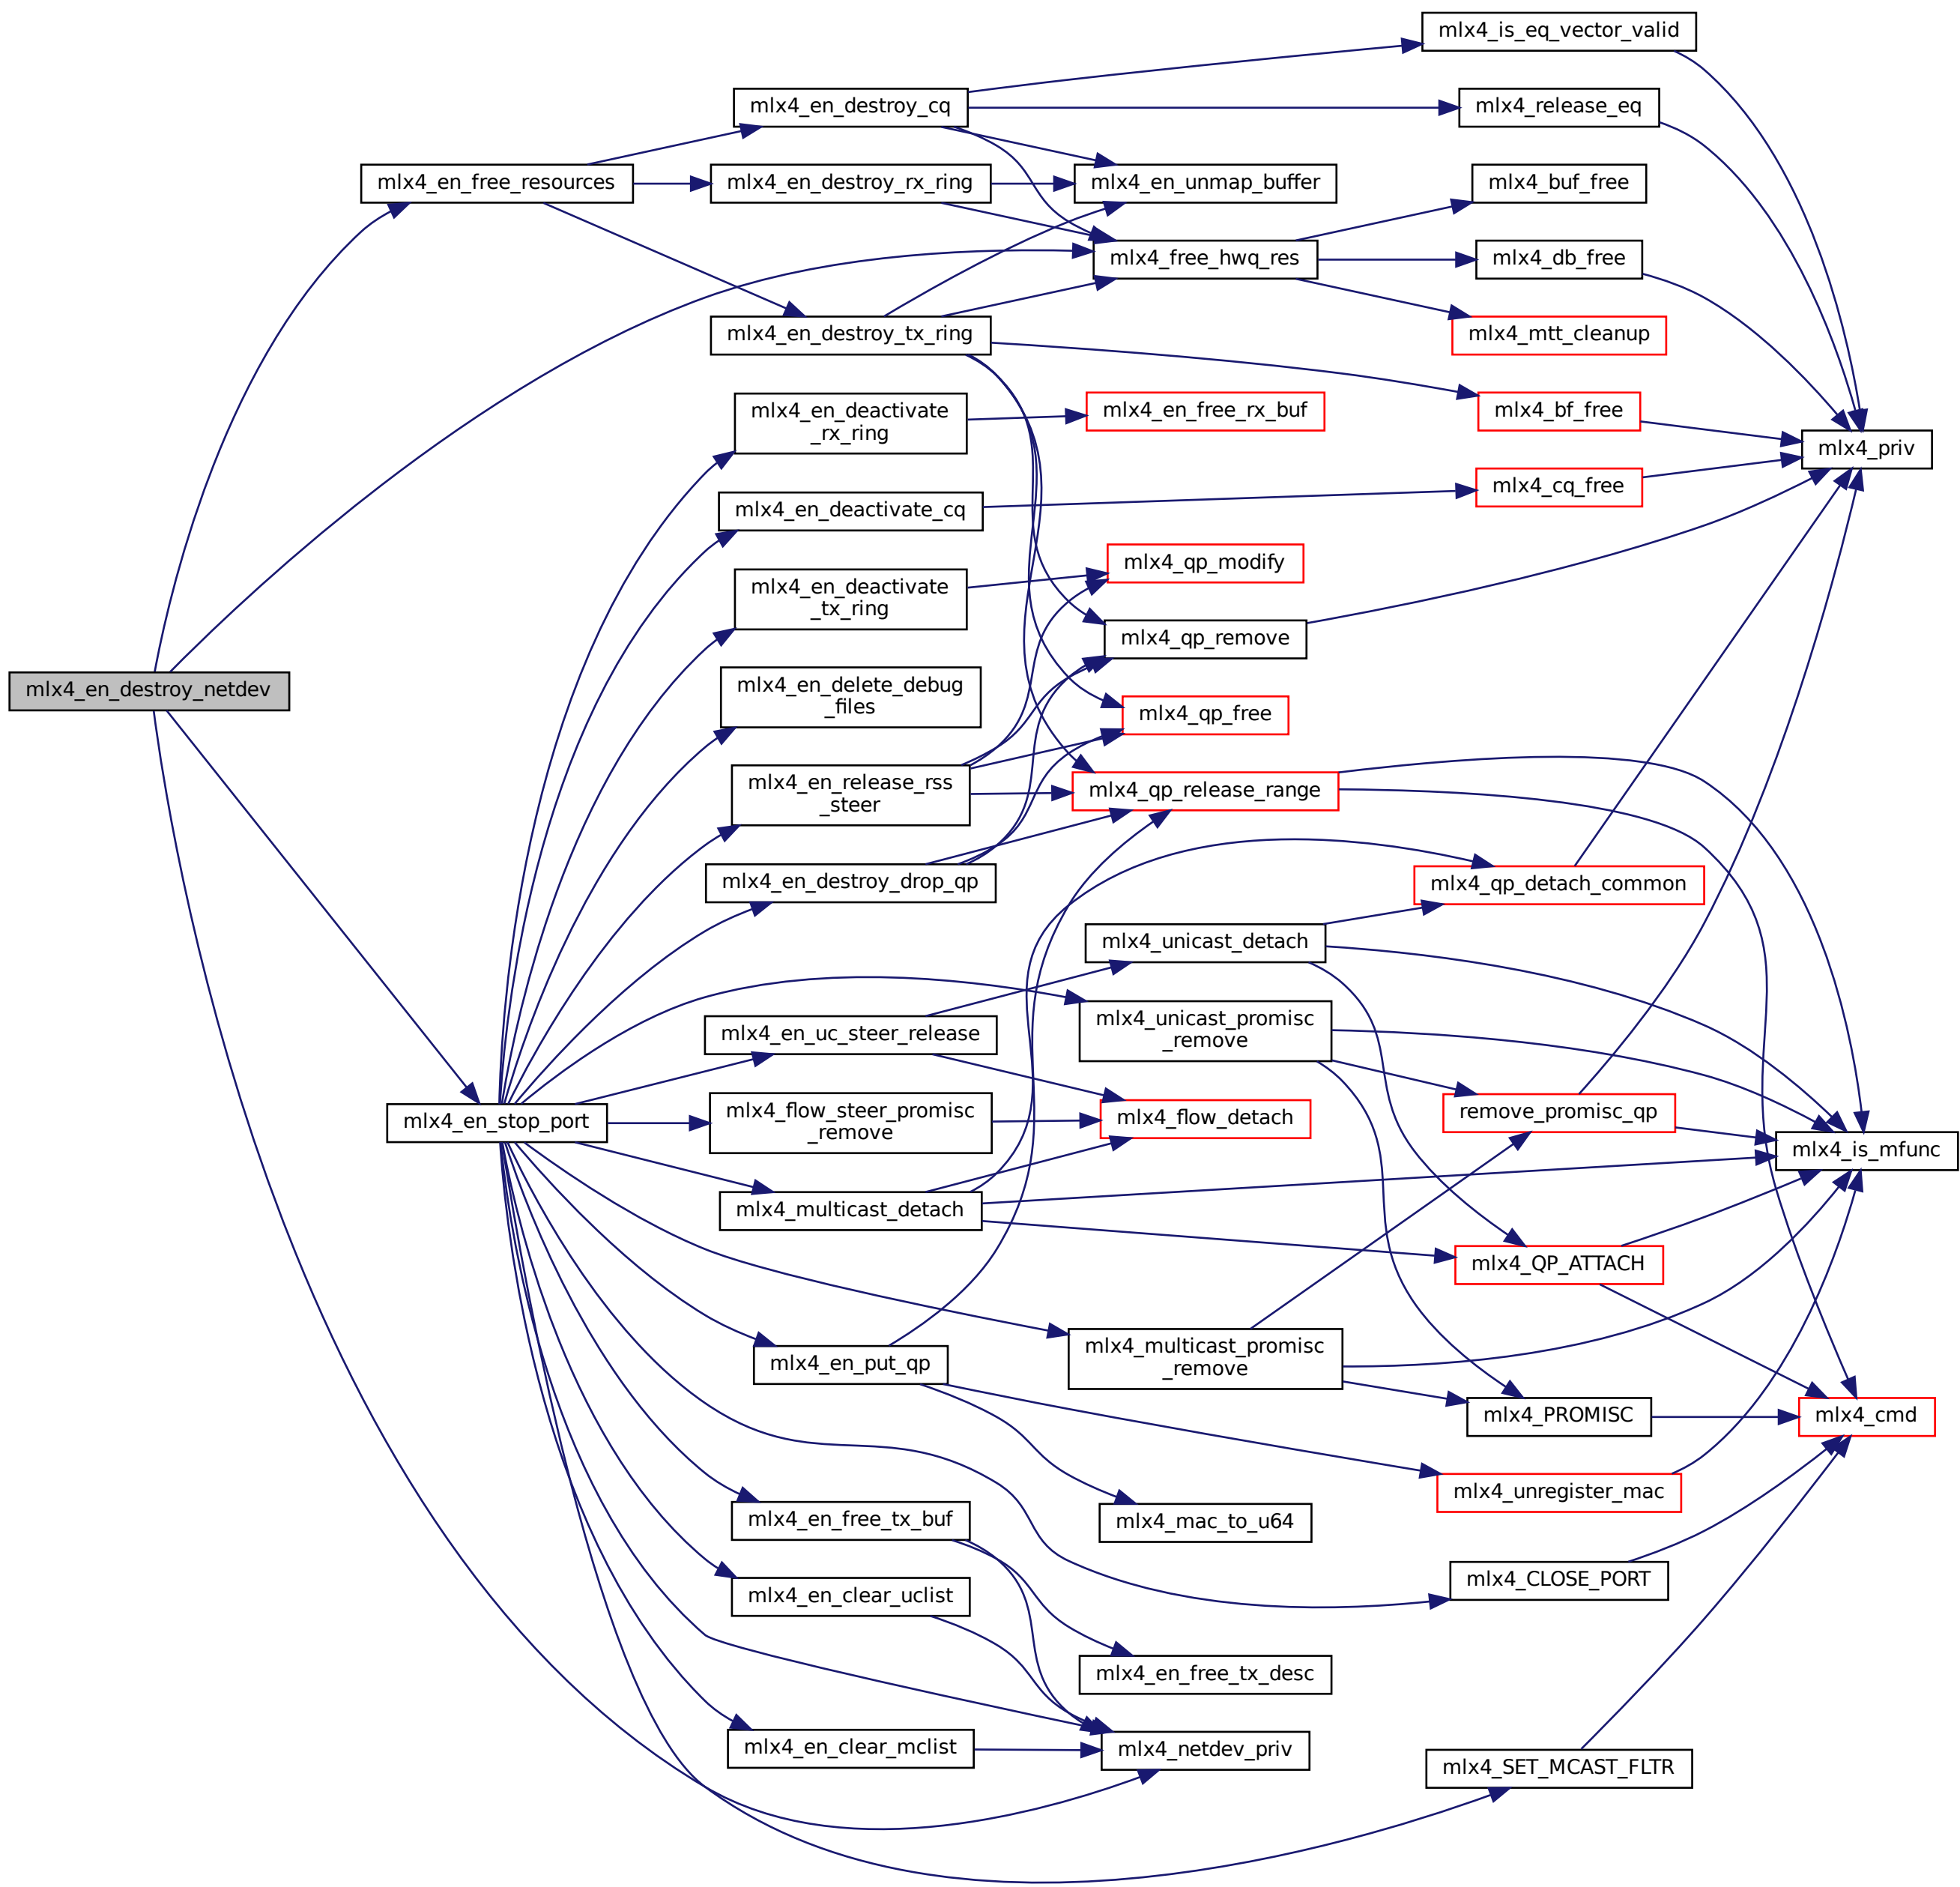 mlx4_is_eq_vector_valid
mlx4_en_destroy_cq
mlx4_release_eq
mlx4_en_free_resources
mlx4_en_destroy_rx_ring
mlx4_en_unmap_buffer
mlx4_buf_free
mlx4_free_hwq_res
mlx4_db_free
mlx4_en_destroy_tx_ring
mlx4_mtt_cleanup
mlx4_en_deactivate
_rx_ring
mlx4_en_free_rx_buf
mlx4_bf_free
mlx4_priv
mlx4_en_deactivate_cq
mlx4_cq_free
mlx4_en_deactivate
_tx_ring
mlx4_qp_modify
mlx4_qp_remove
mlx4_en_destroy_netdev
mlx4_en_delete_debug
_files
mlx4_qp_free
mlx4_en_release_rss
_steer
mlx4_qp_release_range
mlx4_en_destroy_drop_qp
mlx4_qp_detach_common
mlx4_unicast_detach
mlx4_en_uc_steer_release
mlx4_unicast_promisc
_remove
mlx4_en_stop_port
mlx4_flow_steer_promisc
_remove
mlx4_flow_detach
remove_promisc_qp
mlx4_is_mfunc
mlx4_multicast_detach
mlx4_QP_ATTACH
mlx4_en_put_qp
mlx4_multicast_promisc
_remove
mlx4_PROMISC
mlx4_cmd
mlx4_unregister_mac
mlx4_en_free_tx_buf
mlx4_mac_to_u64
mlx4_en_clear_uclist
mlx4_CLOSE_PORT
mlx4_en_free_tx_desc
mlx4_en_clear_mclist
mlx4_netdev_priv
mlx4_SET_MCAST_FLTR